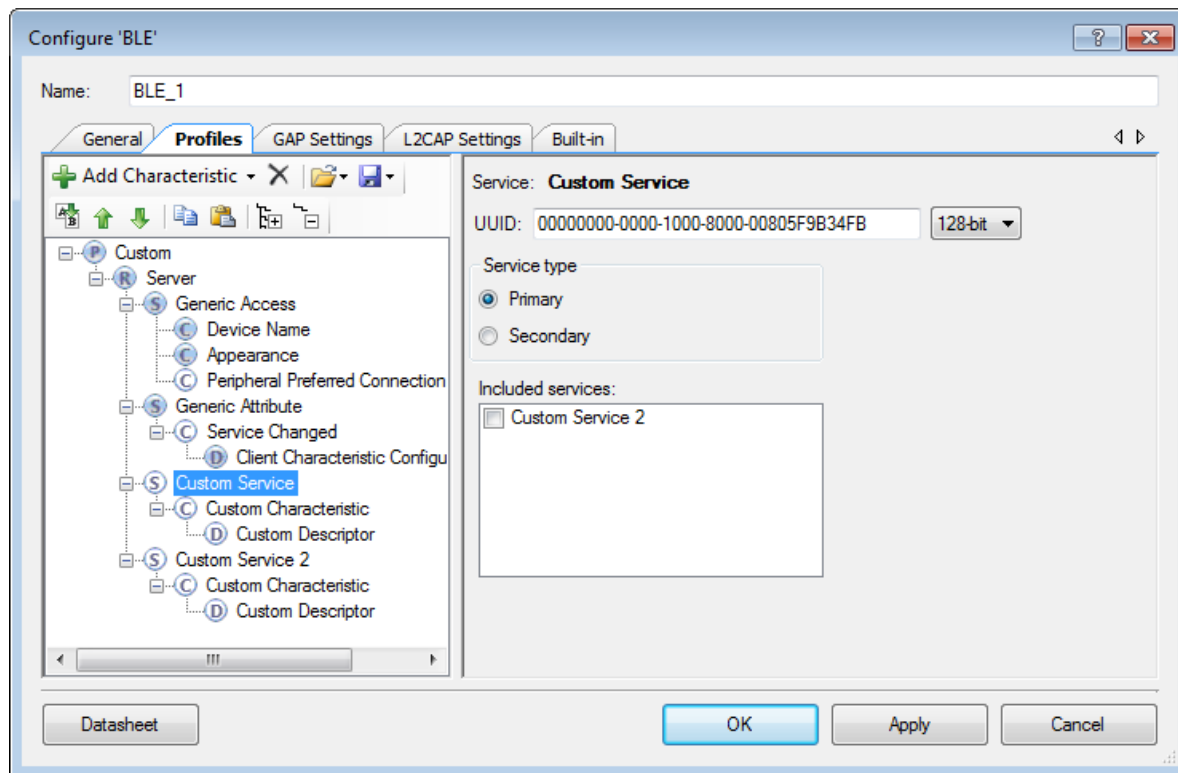 Configure 'BLE'
Name: BLE_1
General Profiles GAP Settings L2CAP Settings Built-in
Add Characteristic
Custom
Server
Generic Access
Device Name
Appearance
Peripheral Preferred Connection
Generic Attribute
Service Changed
Client Characteristic Configu
Custom Service
Custom Characteristic
Custom Descriptor
Custom Service 2
Custom Characteristic
Custom Descriptor
Service: Custom Service
UUID: 00000000-0000-1000-8000-00805F9B34FB 128-bit
Service type
Primary
Secondary
Included services:
Custom Service 2
Datasheet OK Apply Cancel